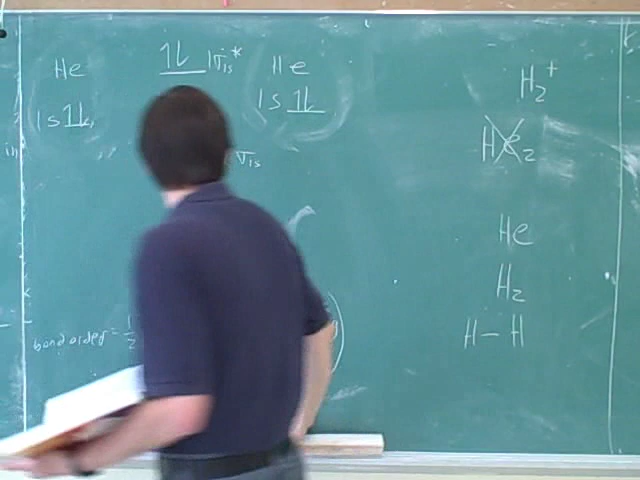 He
1s 1l
1l σ1s*
He
1s 1l
σ1s
bond order = 1/2
H2+
He2
He
H2
H-H